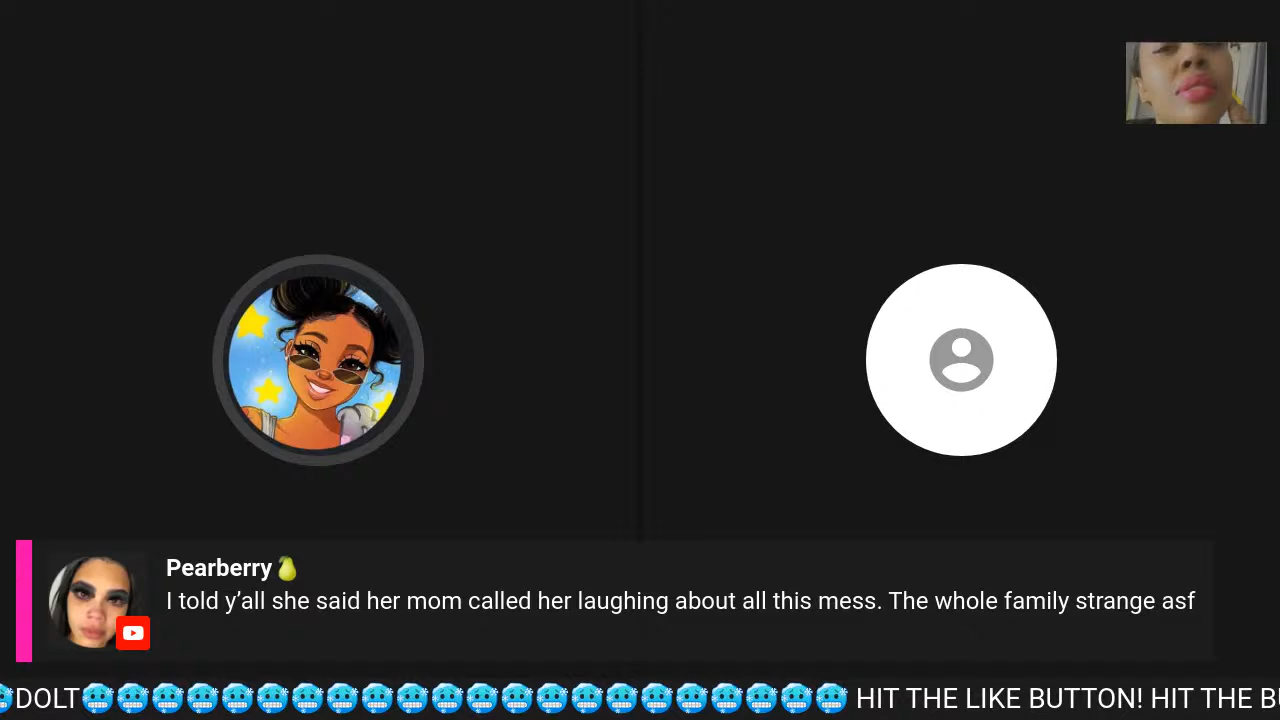 Pearberry🍐
I told y’all she said her mom called her laughing about all this mess. The whole family strange asf
🥶DOLT🥶🥶🥶🥶🥶🥶🥶🥶🥶🥶🥶🥶🥶🥶🥶🥶🥶🥶🥶🥶🥶🥶 HIT THE LIKE BUTTON! HIT THE